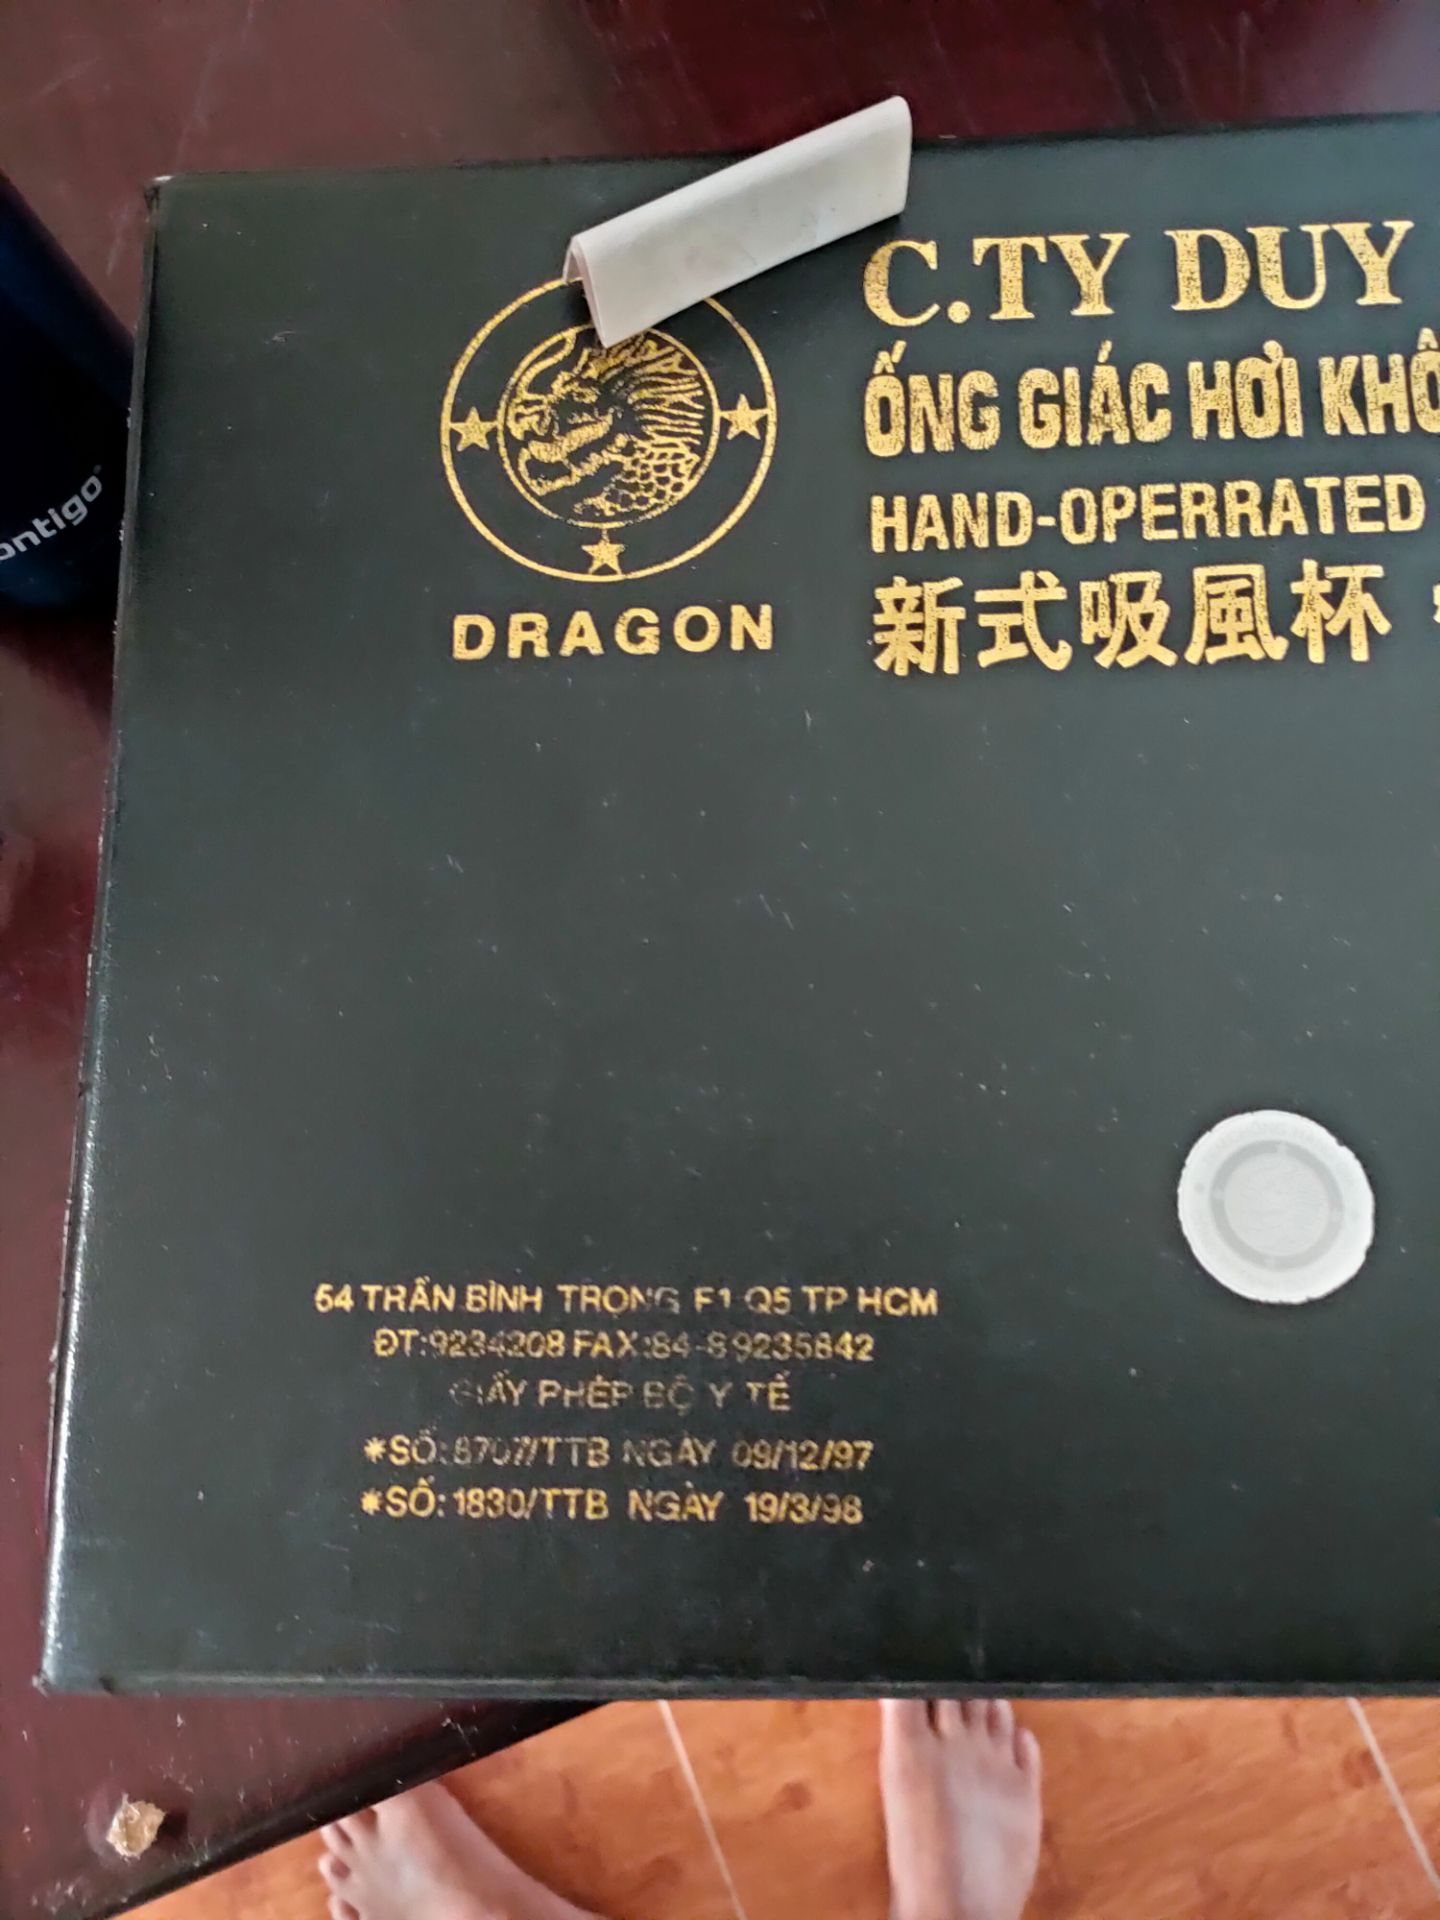 C.TY DUY
ỐNG GIÁC HƠI KHÔ
HAND-OPERRATED
新式吸風杯
DRAGON
ontigo
54 TRẦN BÌNH TRỌNG F1 Q5 TP HCM
ĐT:9234208 FAX:84-8 9235842
GIẤY PHÉP BỘ Y TẾ
*SỐ:8707/TTB NGÀY 09/12/97
*SỐ:1830/TTB NGÀY 19/3/98